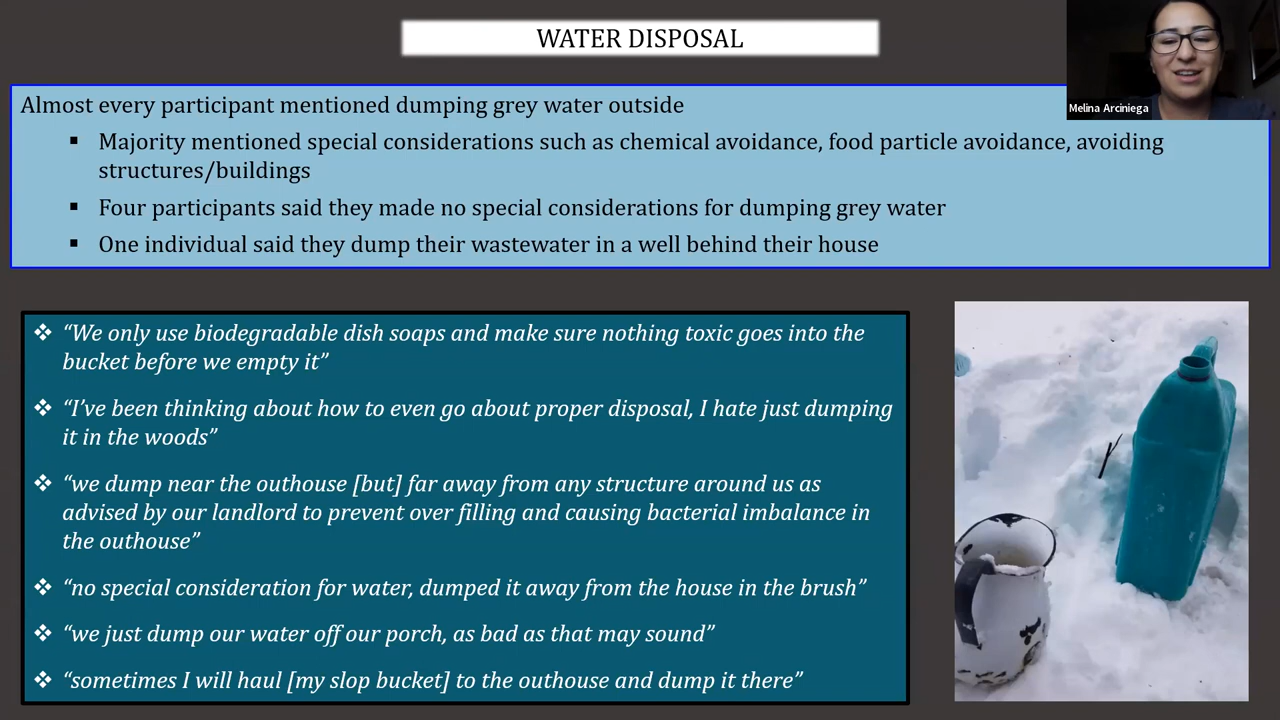 WATER DISPOSAL
Melina Arciniega
Almost every participant mentioned dumping grey water outside
▪ Majority mentioned special considerations such as chemical avoidance, food particle avoidance, avoiding
structures/buildings
▪ Four participants said they made no special considerations for dumping grey water
▪ One individual said they dump their wastewater in a well behind their house
❖ “We only use biodegradable dish soaps and make sure nothing toxic goes into the
bucket before we empty it”
❖ “I’ve been thinking about how to even go about proper disposal, I hate just dumping
it in the woods”
❖ “we dump near the outhouse [but] far away from any structure around us as
advised by our landlord to prevent over filling and causing bacterial imbalance in
the outhouse”
❖ “no special consideration for water, dumped it away from the house in the brush”
❖ “we just dump our water off our porch, as bad as that may sound”
❖ “sometimes I will haul [my slop bucket] to the outhouse and dump it there”